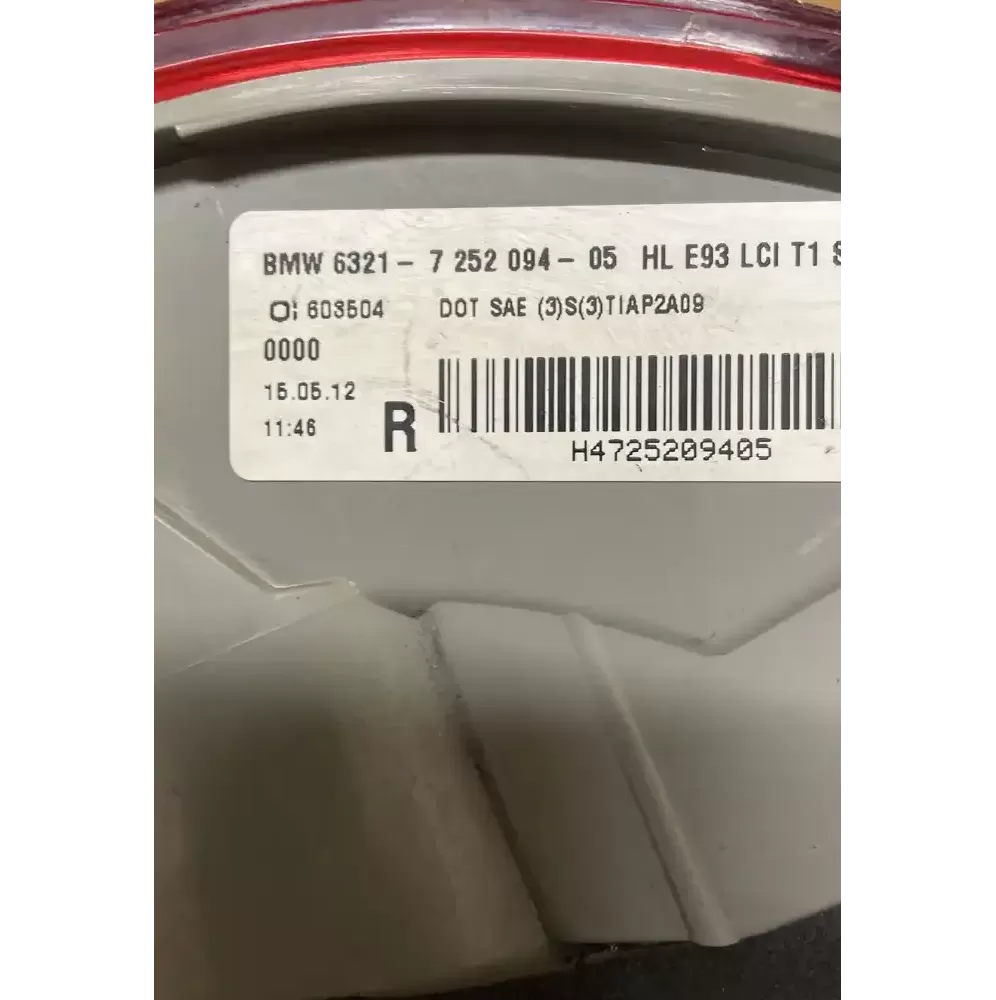 BMW 6321- 7 252 094- 05 HL E93 LCI T1
603504 DOT SAE (3)S(3)TIAP2A09
0000
15.05.12
11:46
R
H4725209405